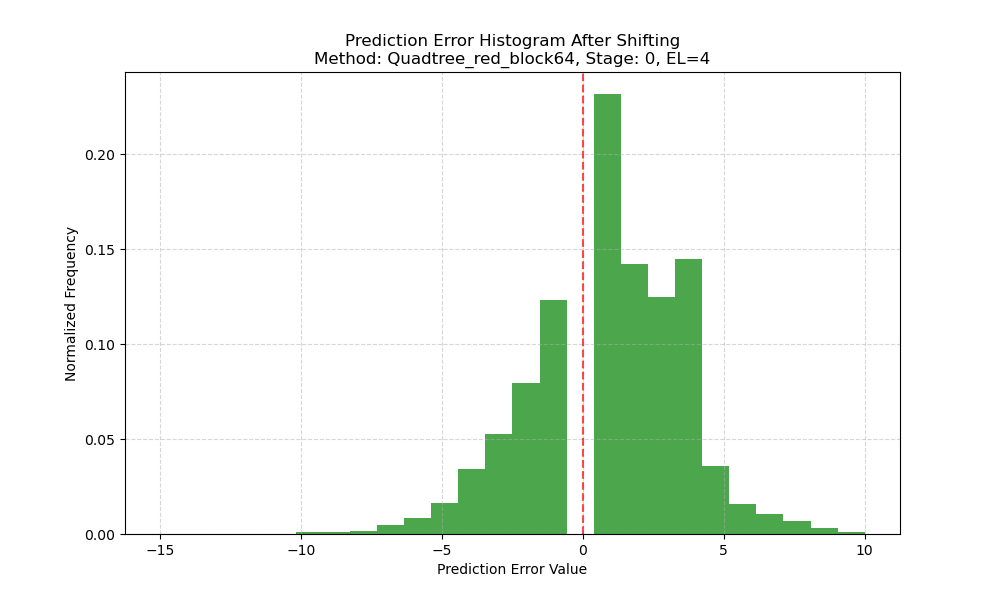 Prediction Error Histogram After Shifting
Method: Quadtree_red_block64, Stage: 0, EL=4
Normalized Frequency
0.20
0.15
0.10
0.05
0.00
−15
−10
−5
0
5
10
Prediction Error Value